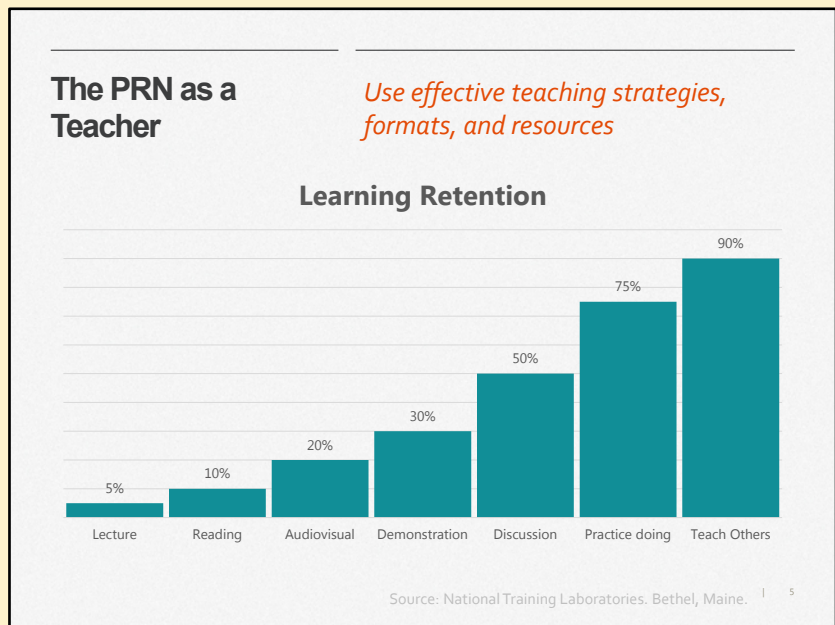 The PRN as a
Teacher
Use effective teaching strategies,
formats, and resources
Learning Retention
5%
10%
20%
30%
50%
75%
90%
Lecture
Reading
Audiovisual
Demonstration
Discussion
Practice doing
Teach Others
Source: National Training Laboratories. Bethel, Maine.
| 5